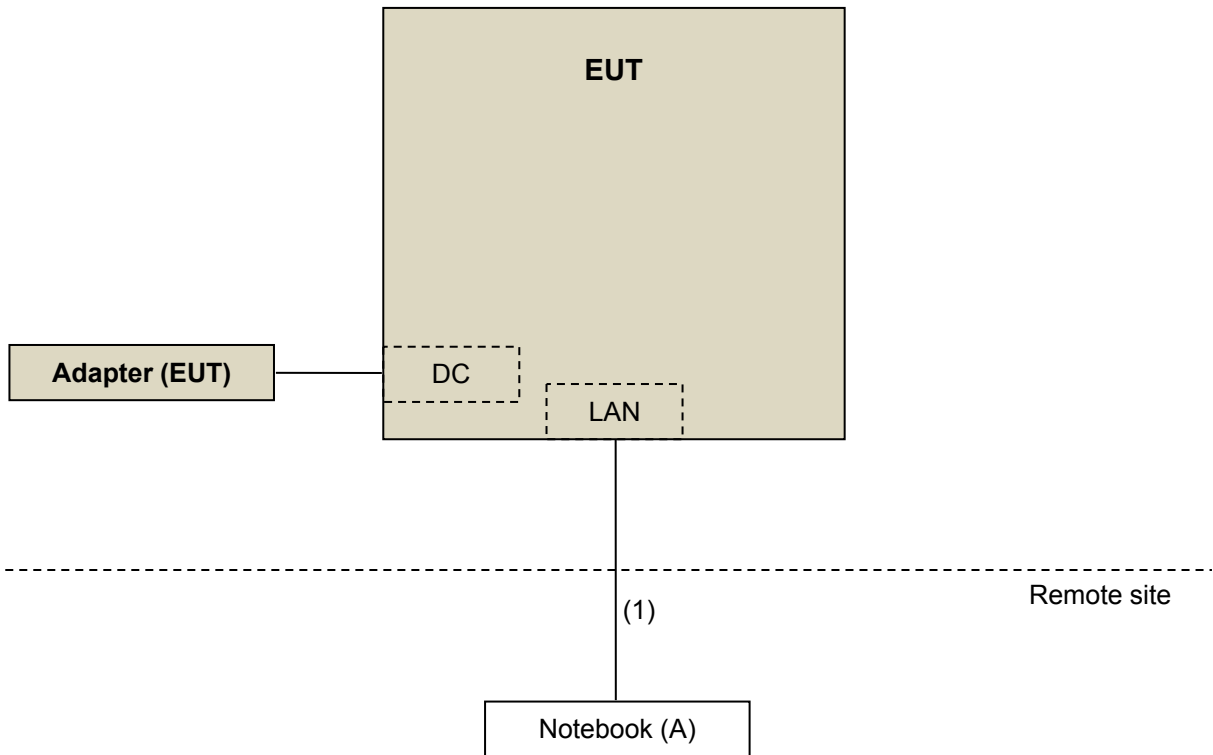 EUT
Adapter (EUT)
DC
LAN
Remote site
(1)
Notebook (A)